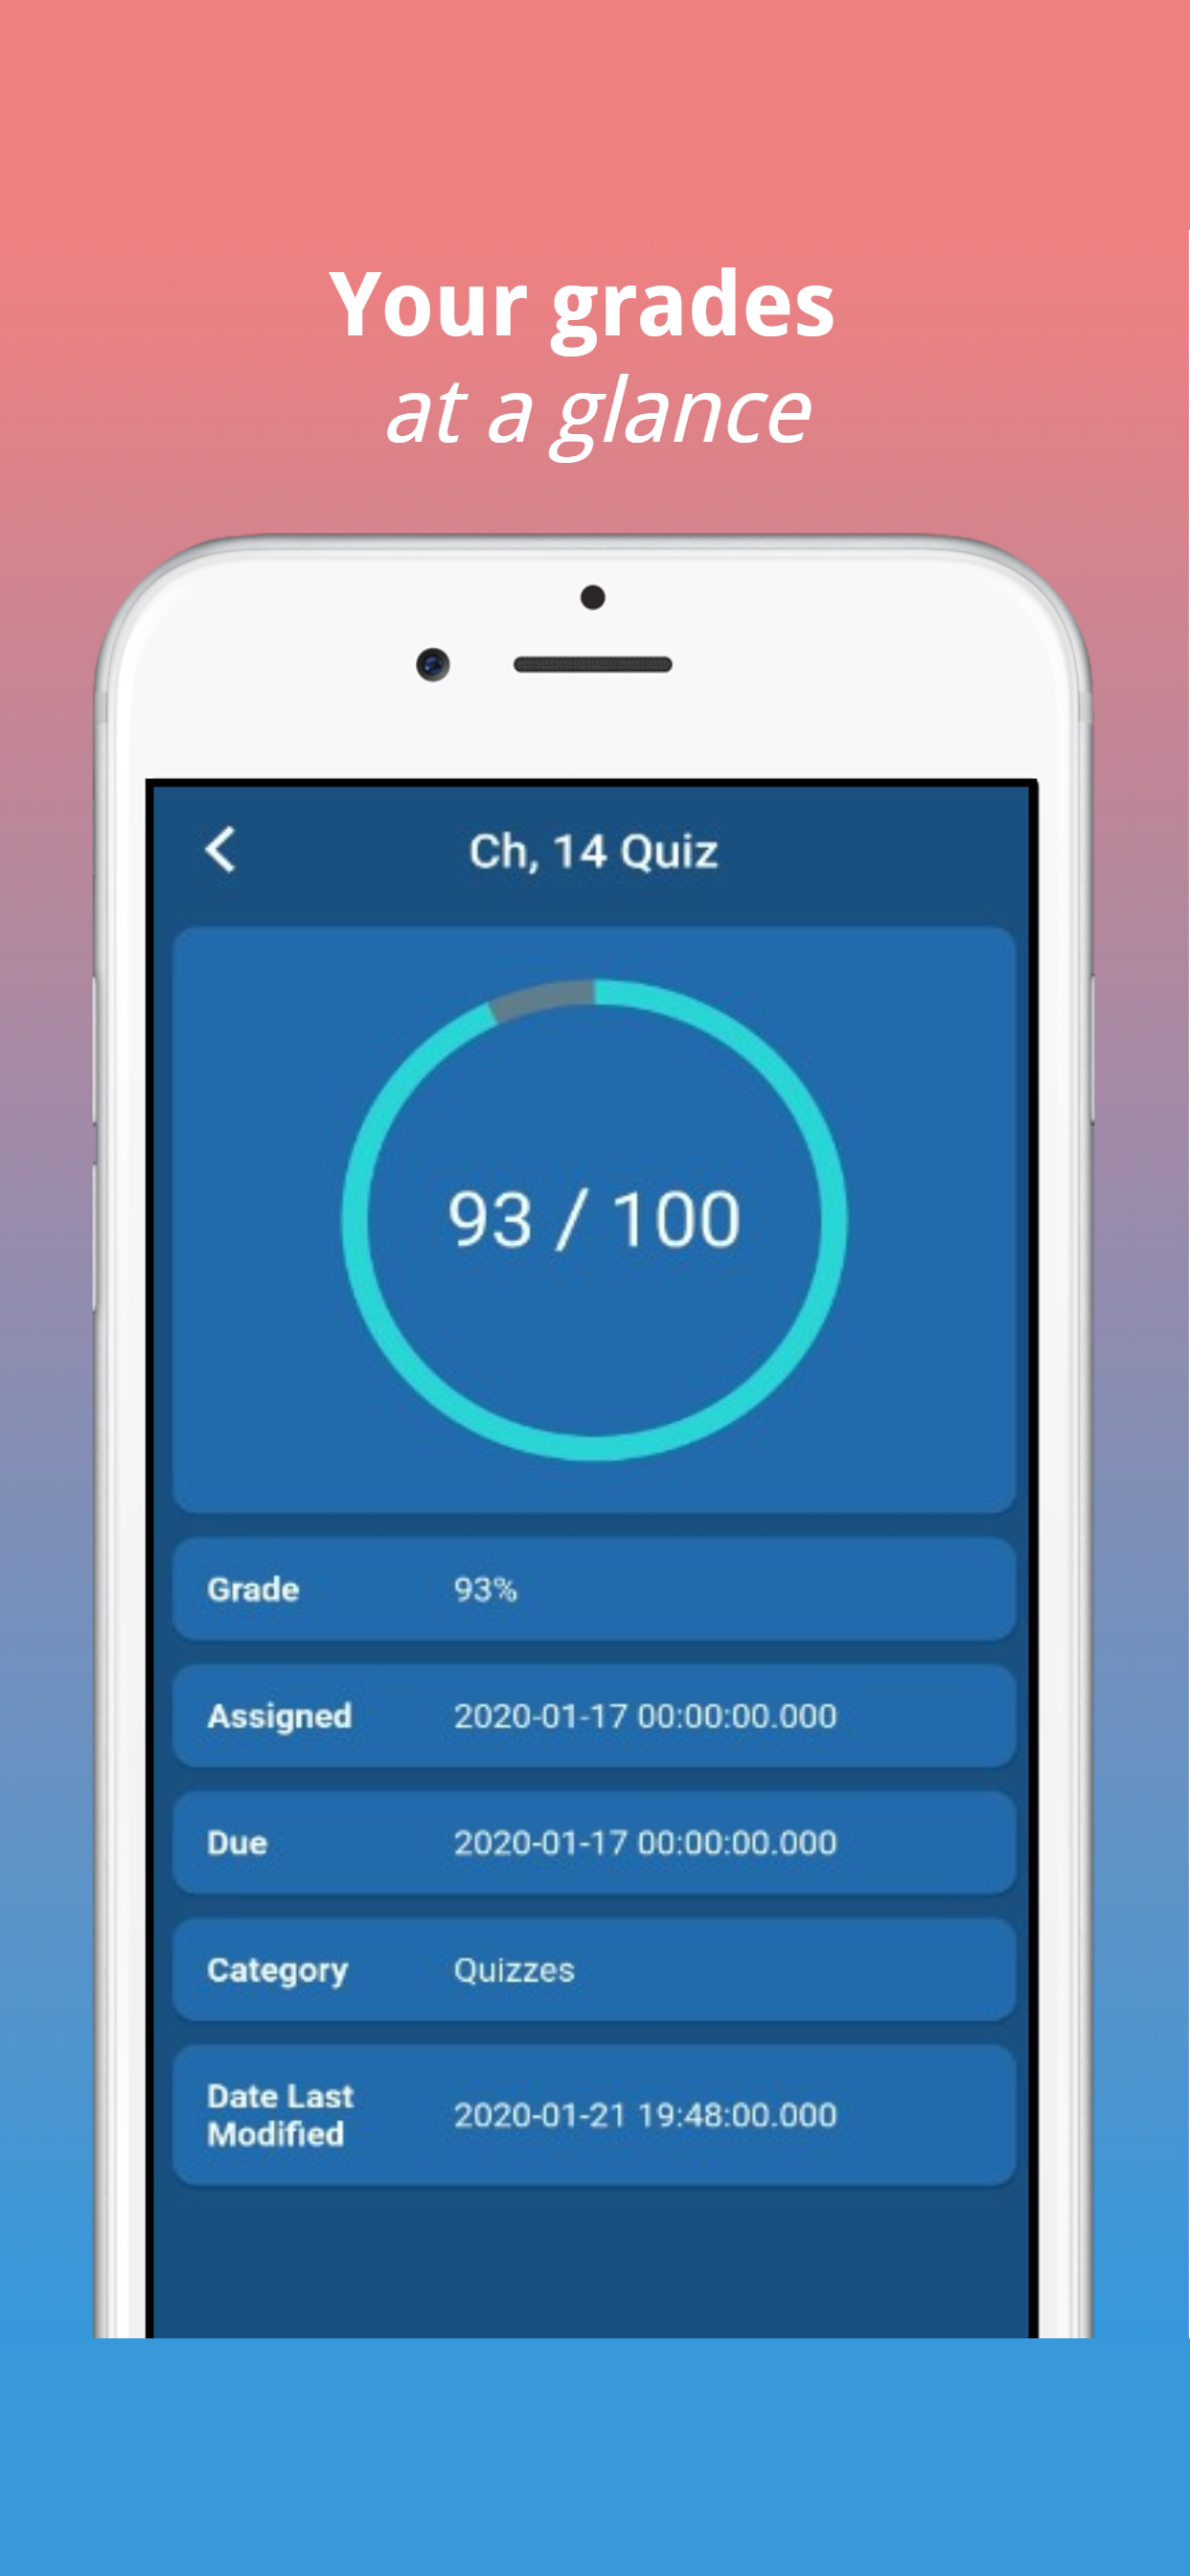 Your grades
at a glance
Ch, 14 Quiz
93 / 100
Grade 93%
Assigned 2020-01-17 00:00:00.000
Due 2020-01-17 00:00:00.000
Category Quizzes
Date Last
Modified 2020-01-21 19:48:00.000